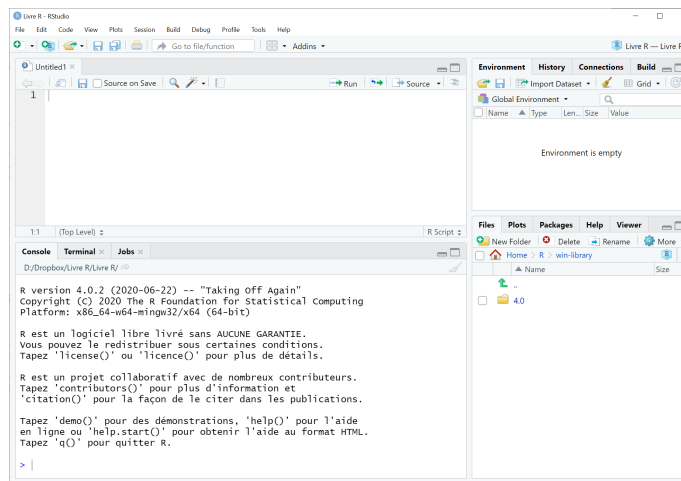 Livre R - RStudio
File Edit Code View Plots Session Build Debug Profile Tools Help
Go to file/function Addins Livre R — Livre R
Untitled1
Source on Save Run Source
1
1:1 (Top Level) R Script
Console Terminal Jobs
D:/Dropbox/Livre R/Livre R/
R version 4.0.2 (2020-06-22) -- "Taking Off Again"
Copyright (C) 2020 The R Foundation for Statistical Computing
Platform: x86_64-w64-mingw32/x64 (64-bit)
R est un logiciel libre livré sans AUCUNE GARANTIE.
Vous pouvez le redistribuer sous certaines conditions.
Tapez 'license()' ou 'licence()' pour plus de détails.
R est un projet collaboratif avec de nombreux contributeurs.
Tapez 'contributors()' pour plus d'information et
'citation()' pour la façon de le citer dans les publications.
Tapez 'demo()' pour des démonstrations, 'help()' pour l'aide
en ligne ou 'help.start()' pour obtenir l'aide au format HTML.
Tapez 'q()' pour quitter R.
>
Environment History Connections Build
Import Dataset Grid
Global Environment
Name Type Len... Size Value
Environment is empty
Files Plots Packages Help Viewer
New Folder Delete Rename More
Home > R > win-library
Name Size
..
4.0